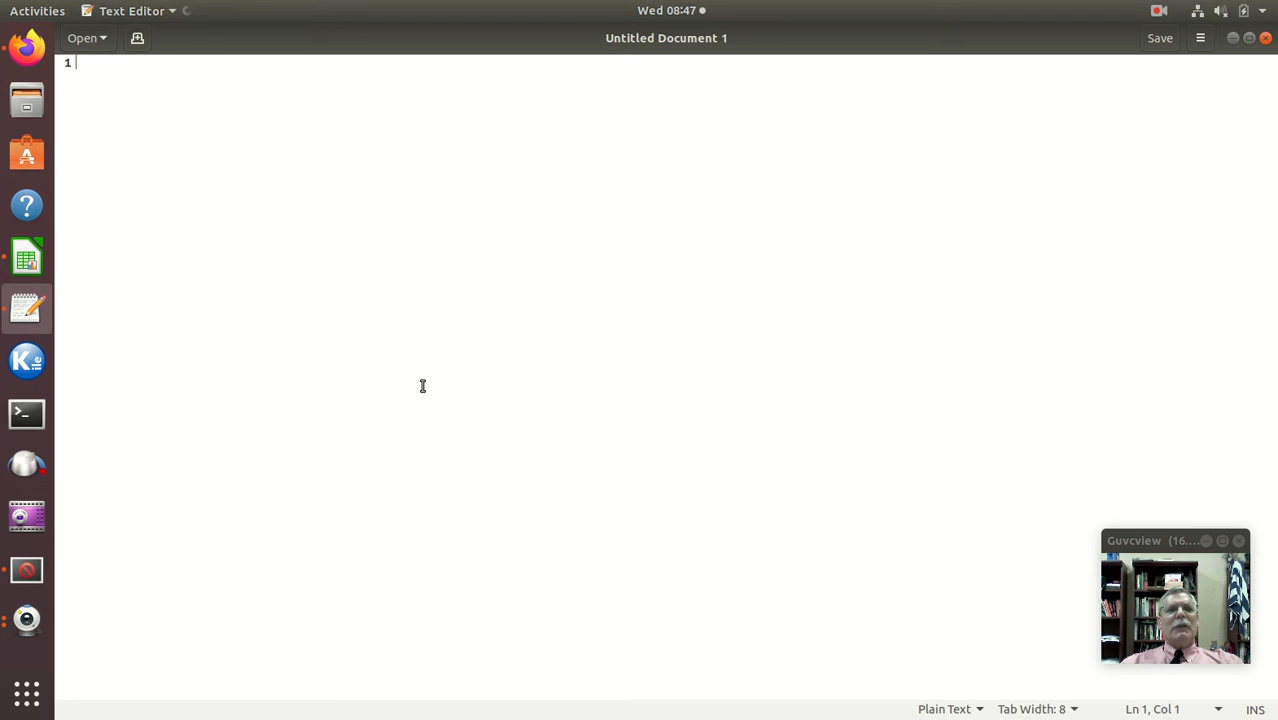 Activities Text Editor Wed 08:47
Open Untitled Document 1 Save
1
Guvcview (16....
Plain Text Tab Width: 8 Ln 1, Col 1 INS